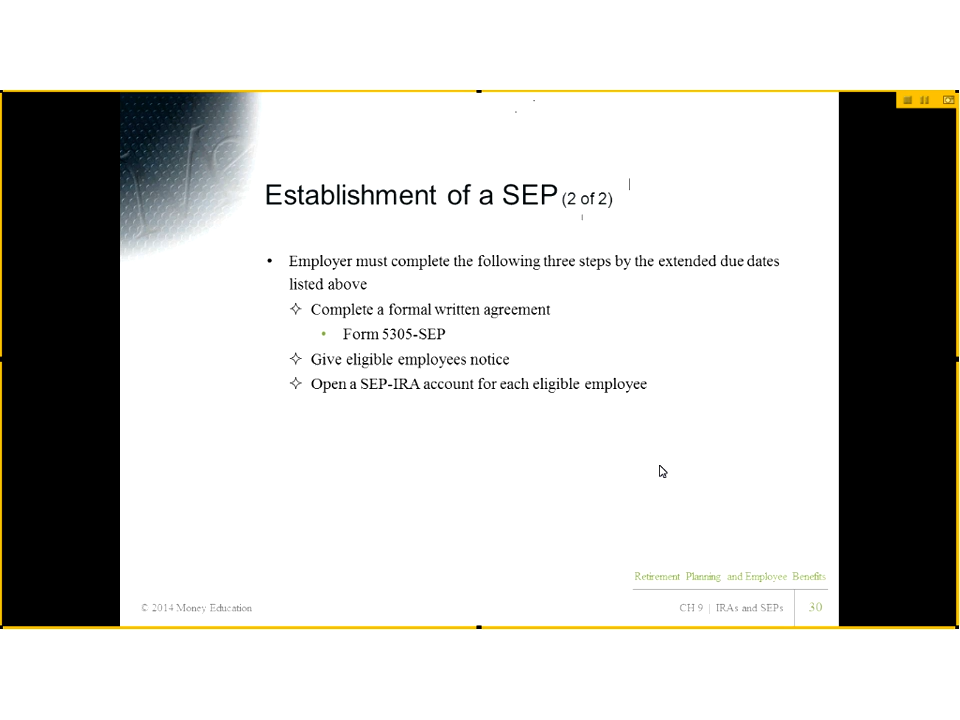 Establishment of a SEP (2 of 2)
• Employer must complete the following three steps by the extended due dates
listed above
✧ Complete a formal written agreement
• Form 5305-SEP
✧ Give eligible employees notice
✧ Open a SEP-IRA account for each eligible employee
Retirement Planning and Employee Benefits
© 2014 Money Education
CH 9 | IRAs and SEPs 30